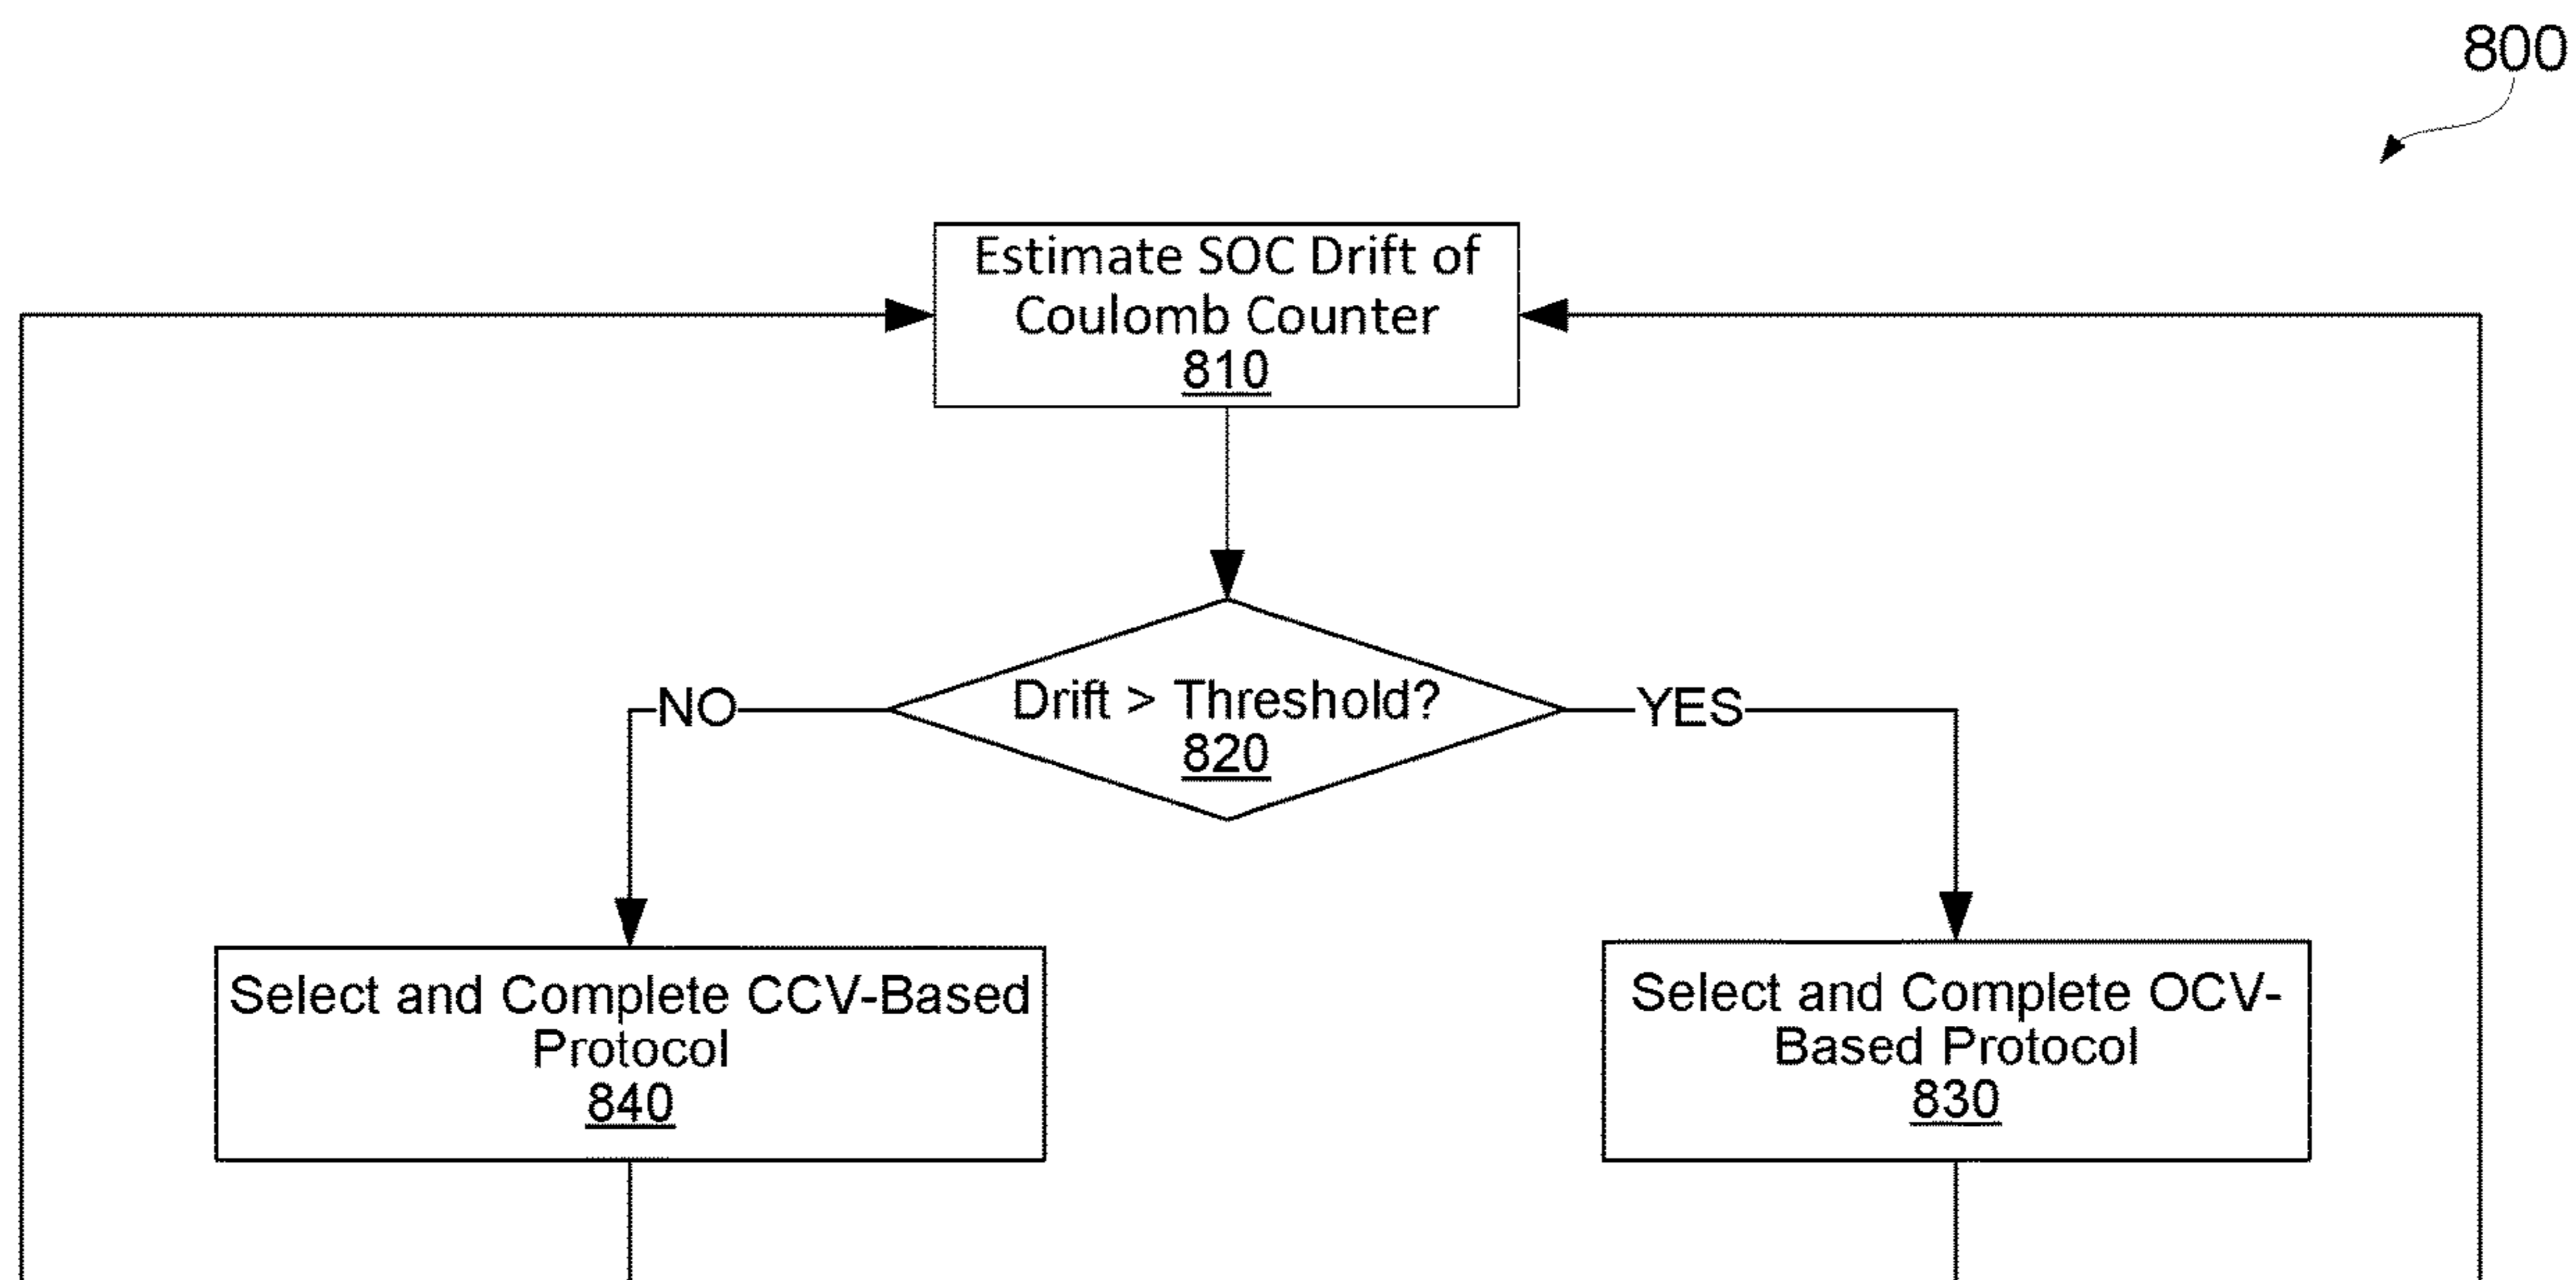 800
Estimate SOC Drift of
Coulomb Counter
810
Drift > Threshold?
820
NO
YES
Select and Complete CCV-Based
Protocol
840
Select and Complete OCV-
Based Protocol
830